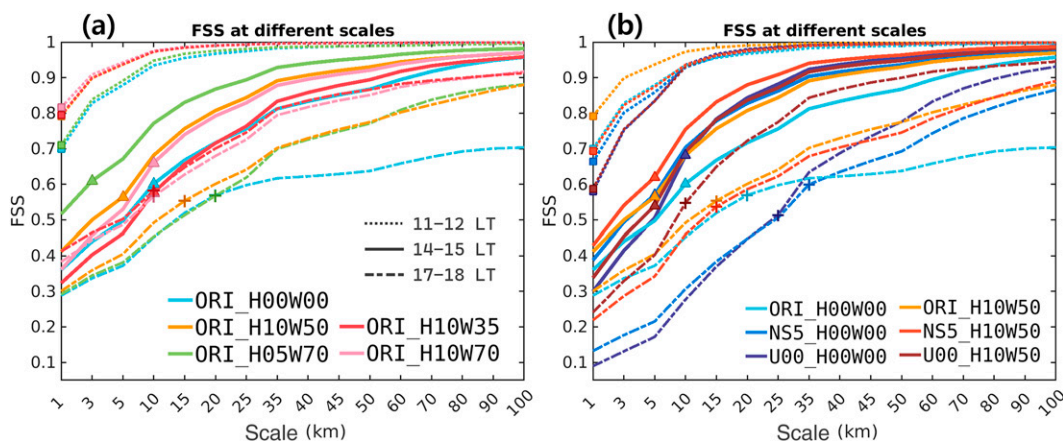 (a)
FSS at different scales
FSS
1
0.9
0.8
0.7
0.6
0.5
0.4
0.3
0.2
0.1
11-12 LT
14-15 LT
17-18 LT
ORI_H00W00
ORI_H10W50
ORI_H05W70
ORI_H10W35
ORI_H10W70
1 3 5 10 15 20 25 30 35 40 50 60 70 80 90 100
Scale (km)
(b)
FSS at different scales
FSS
1
0.9
0.8
0.7
0.6
0.5
0.4
0.3
0.2
0.1
ORI_H00W00
NS5_H00W00
U00_H00W00
ORI_H10W50
NS5_H10W50
U00_H10W50
1 3 5 10 15 20 25 30 35 40 50 60 70 80 90 100
Scale (km)